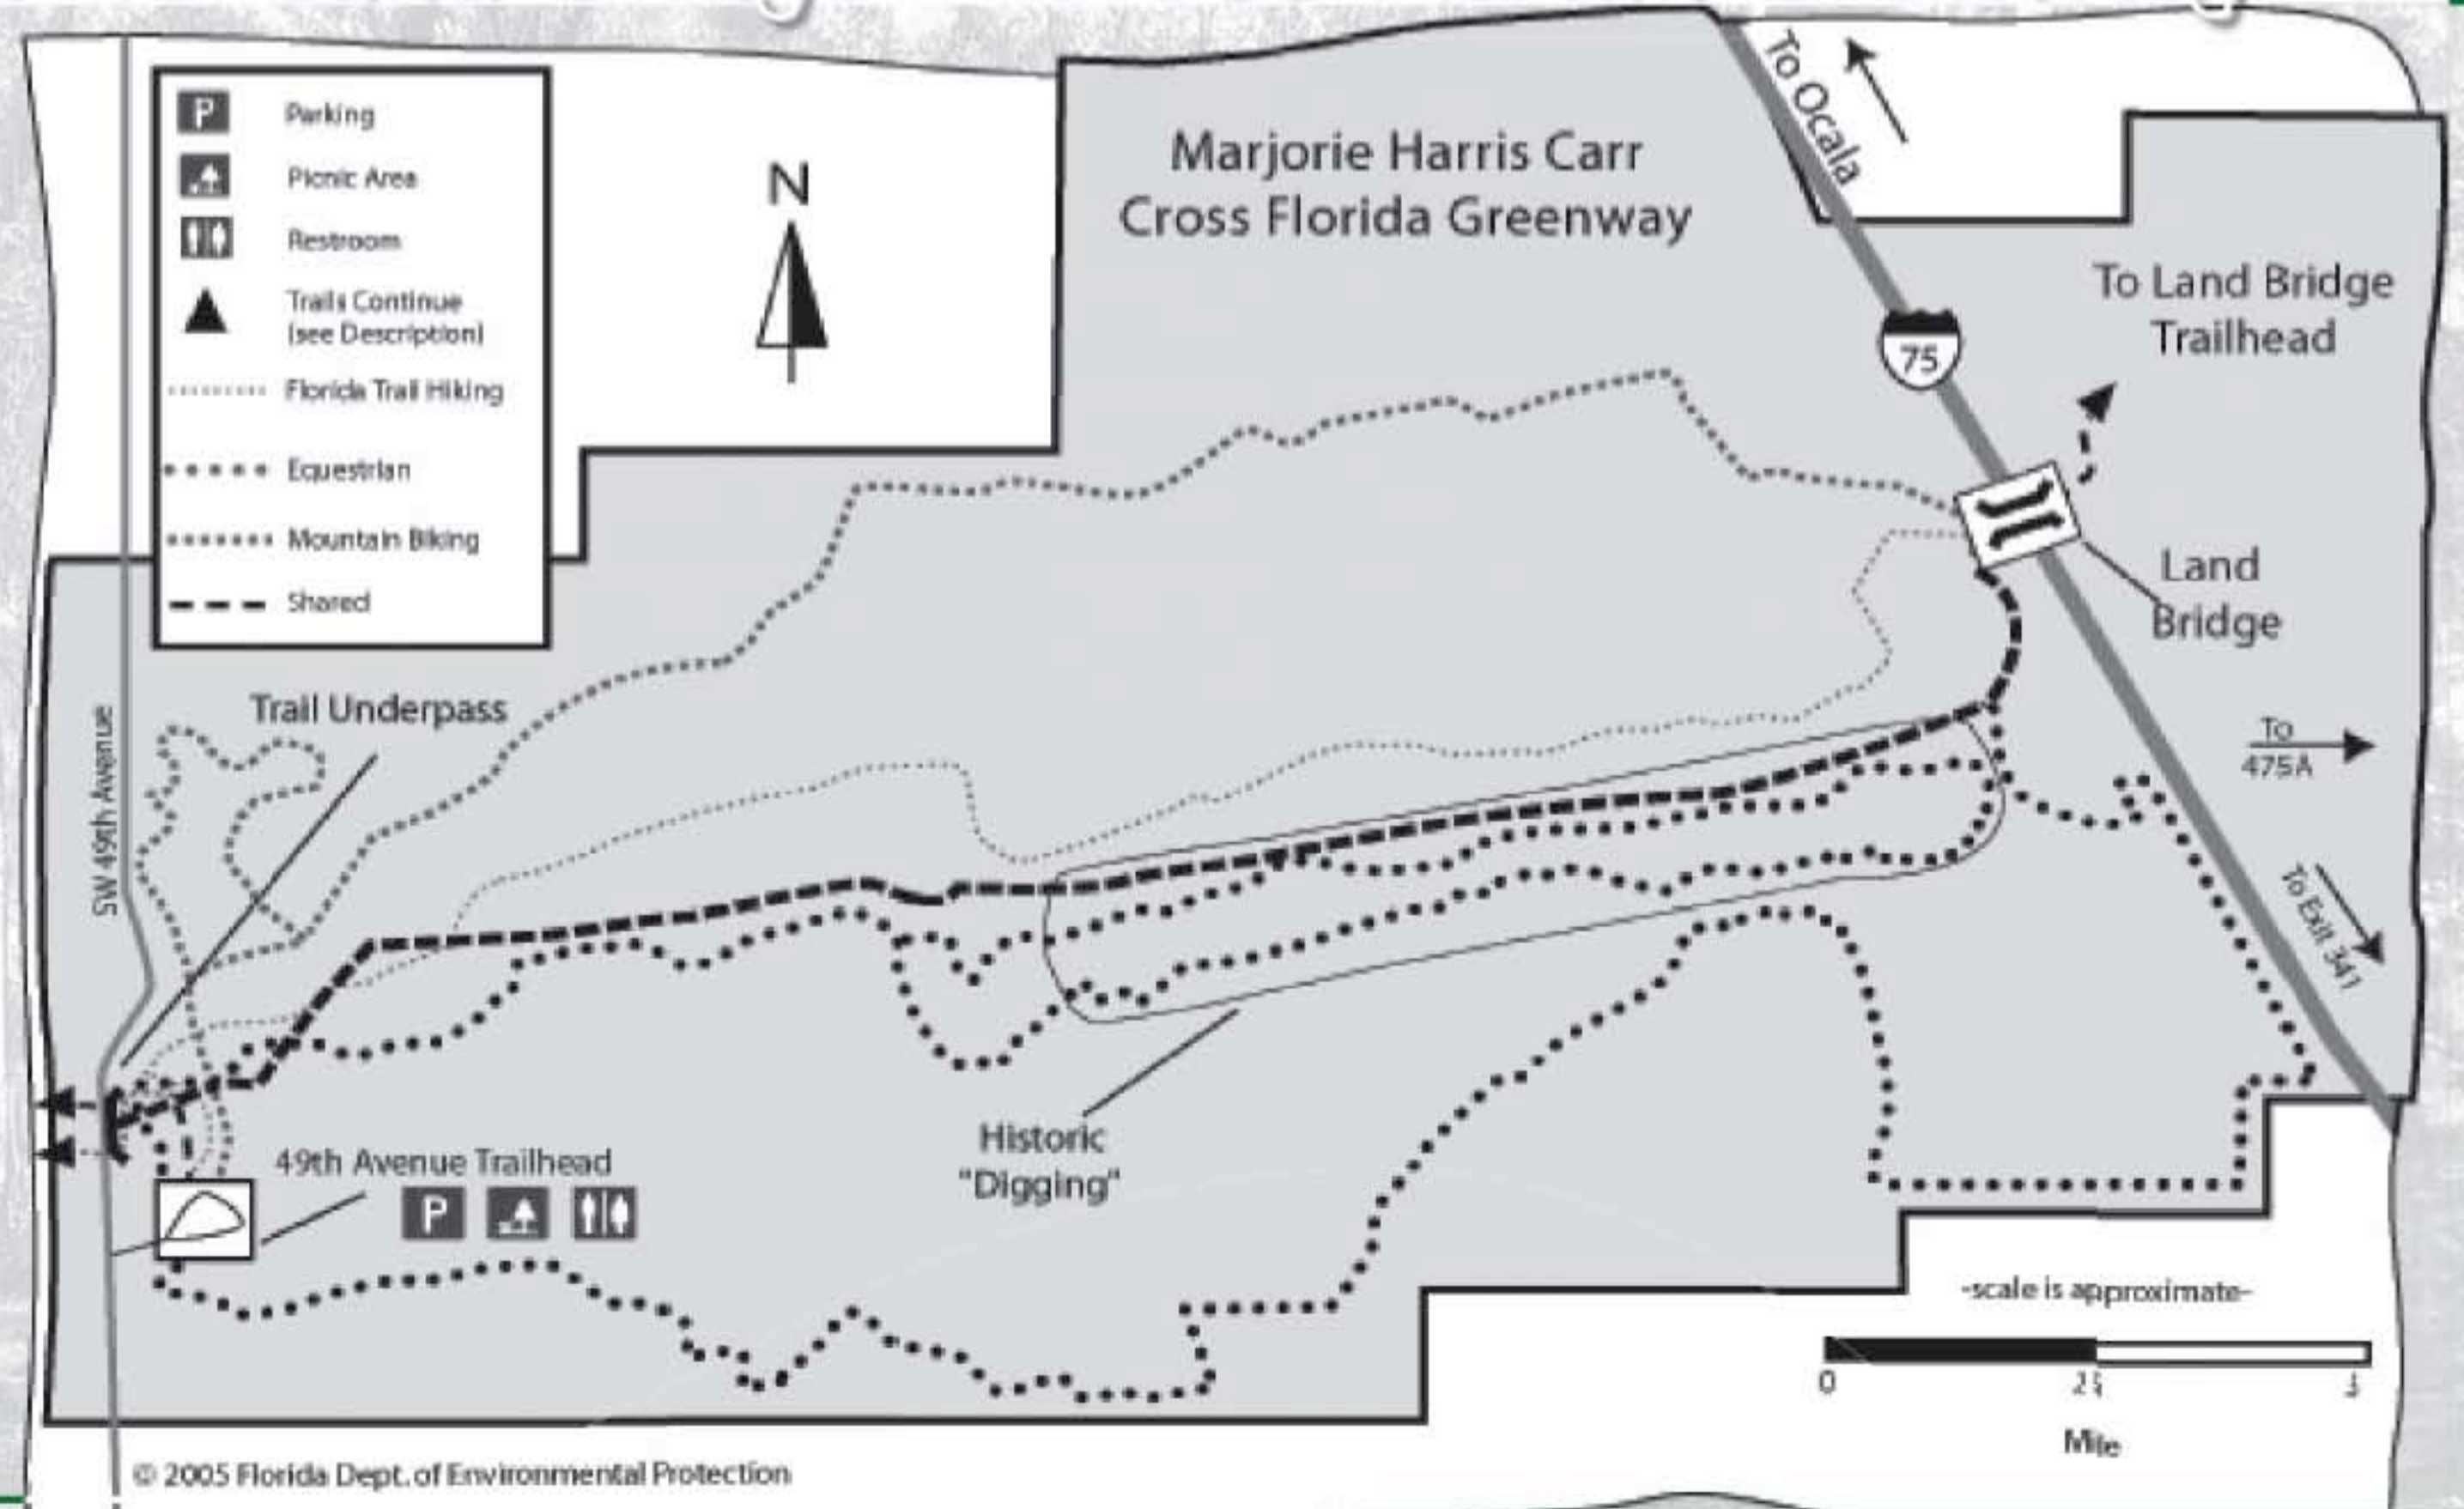 Parking
Picnic Area
Restroom
Trails Continue
(see Description)
Florida Trail Hiking
Equestrian
Mountain Biking
Shared
N
Marjorie Harris Carr
Cross Florida Greenway
To Ocala
75
To Land Bridge
Trailhead
Land
Bridge
Trail Underpass
SW 49th Avenue
To
475A
To Exit 341
49th Avenue Trailhead
P
Historic
"Digging"
-scale is approximate-
0
Mile
© 2005 Florida Dept. of Environmental Protection